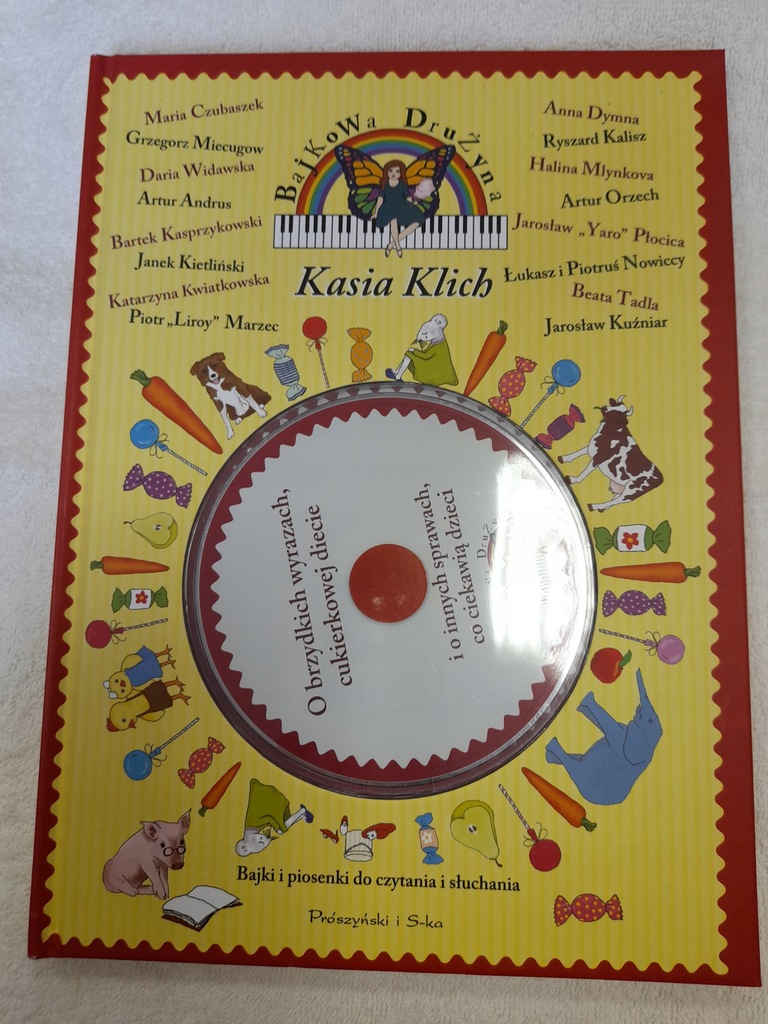 BajKoWa DruŻyna
Maria Czubaszek
Grzegorz Miecugow
Daria Widawska
Artur Andrus
Bartek Kasprzykowski
Janek Kietliński
Katarzyna Kwiatkowska
Piotr „Liroy” Marzec
Anna Dymna
Ryszard Kalisz
Halina Mlynkova
Artur Orzech
Jarosław „Yaro” Płocica
Łukasz i Piotruś Nowiccy
Beata Tadla
Jarosław Kuźniar
Kasia Klich
O brzydkich wyrazach,
cukierkowej diecie
i o innych sprawach,
co ciekawią dzieci
Bajki i piosenki do czytania i słuchania
Prószyński i S-ka